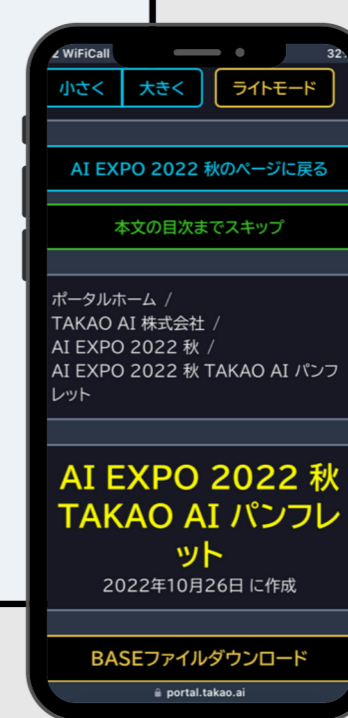 WiFiCall 32
小さく 大きく ライトモード
AI EXPO 2022 秋のページに戻る
本文の目次までスキップ
ポータルホーム /
TAKAO AI 株式会社 /
AI EXPO 2022 秋 /
AI EXPO 2022 秋 TAKAO AI パンフ
レット
AI EXPO 2022 秋
TAKAO AI パンフレ
ット
2022年10月26日 に作成
BASEファイルダウンロード
portal.takao.ai